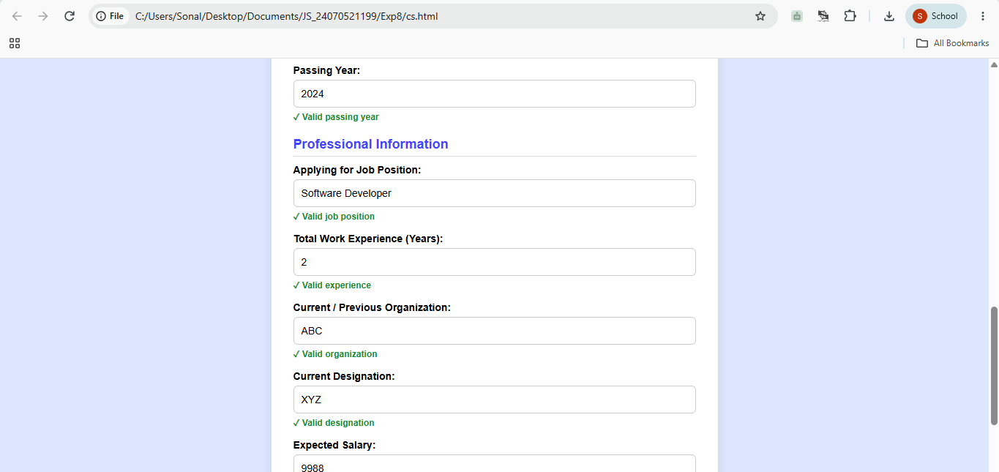 File
C:/Users/Sonal/Desktop/Documents/JS_24070521199/Exp8/cs.html
S
School
All Bookmarks
Passing Year:
2024
✓ Valid passing year
Professional Information
Applying for Job Position:
Software Developer
✓ Valid job position
Total Work Experience (Years):
2
✓ Valid experience
Current / Previous Organization:
ABC
✓ Valid organization
Current Designation:
XYZ
✓ Valid designation
Expected Salary:
9988